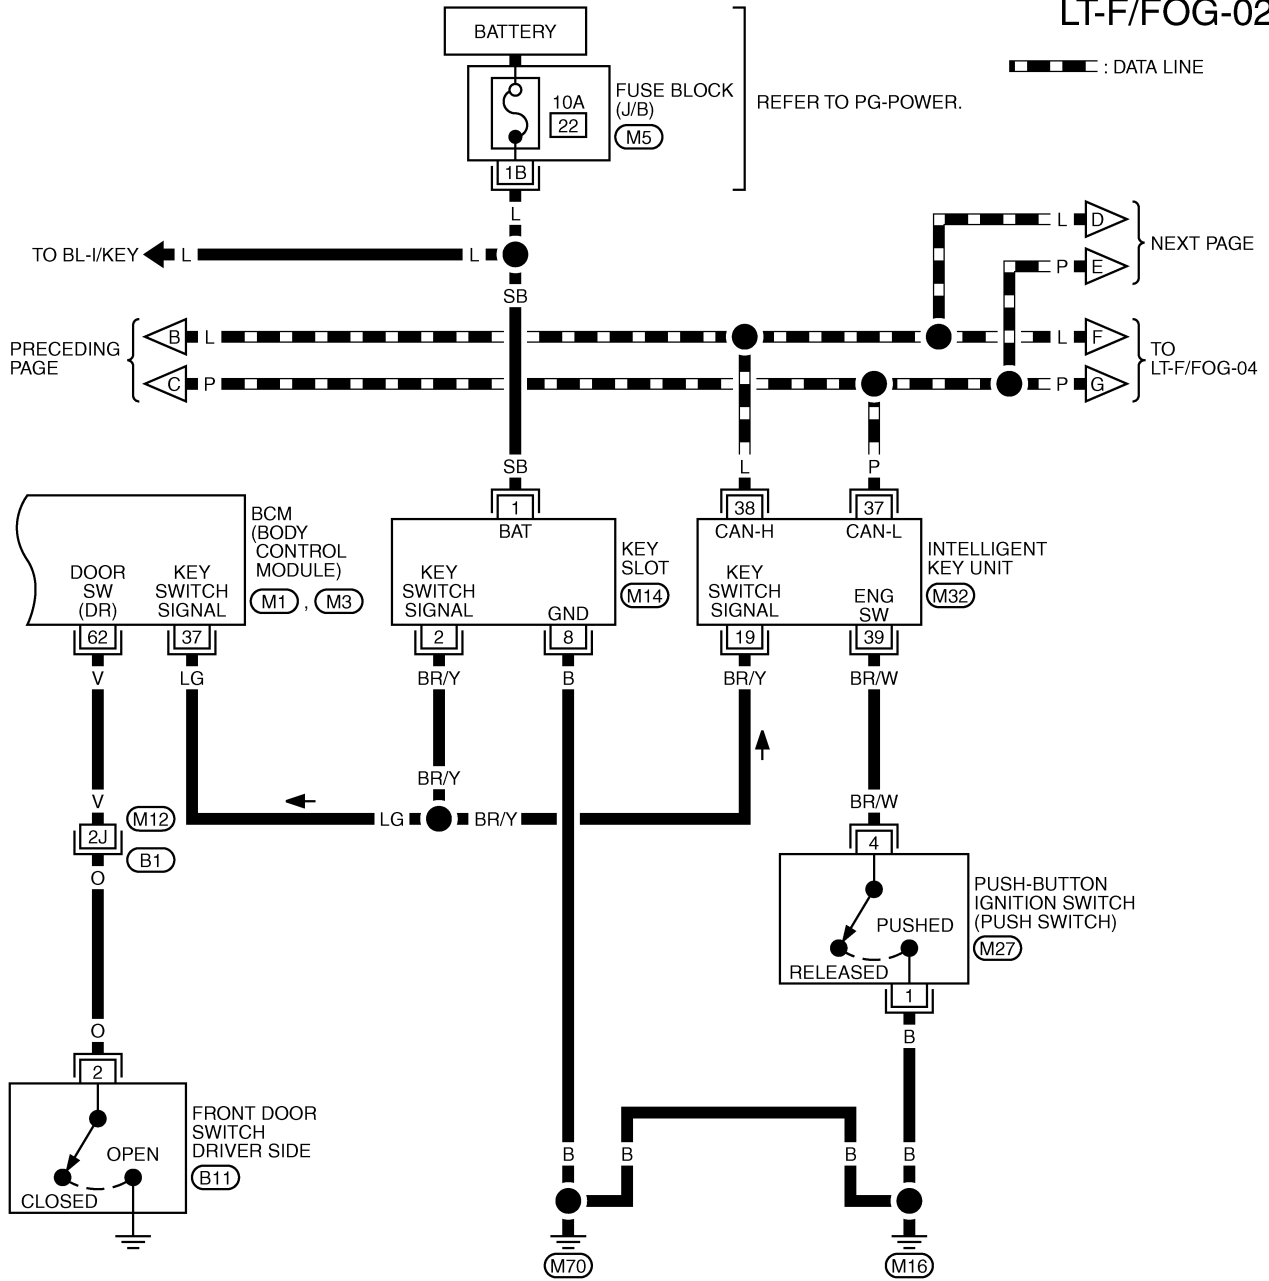 LT-F/FOG-02
BATTERY
: DATA LINE
FUSE BLOCK
(J/B)
10A
22
M5
REFER TO PG-POWER.
1B
L
L D
NEXT PAGE
TO BL-I/KEY L L
P E
SB
PRECEDING
PAGE
B L
L F
TO
LT-F/FOG-04
C P
P G
SB
L
P
1
38
37
BAT
CAN-H
CAN-L
BCM
(BODY
CONTROL
MODULE)
M1 , M3
DOOR
SW
(DR)
KEY
SWITCH
SIGNAL
KEY
SWITCH
SIGNAL
GND
KEY
SLOT
M14
KEY
SWITCH
SIGNAL
ENG
SW
INTELLIGENT
KEY UNIT
M32
62
37
2
8
19
39
V
LG
BR/Y
B
BR/Y
BR/W
BR/Y
V
BR/W
LG
BR/Y
M12
2J
B1
O
4
PUSH-BUTTON
IGNITION SWITCH
(PUSH SWITCH)
M27
PUSHED
RELEASED
1
O
B
2
FRONT DOOR
SWITCH
DRIVER SIDE
B11
OPEN
CLOSED
B
B
B
B
M70
M16